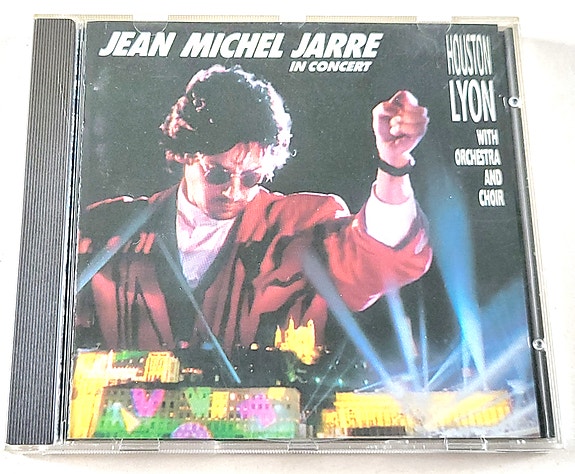 JEAN MICHEL JARRE
IN CONCERT
HOUSTON
LYON
WITH
ORCHESTRA
AND
CHOIR